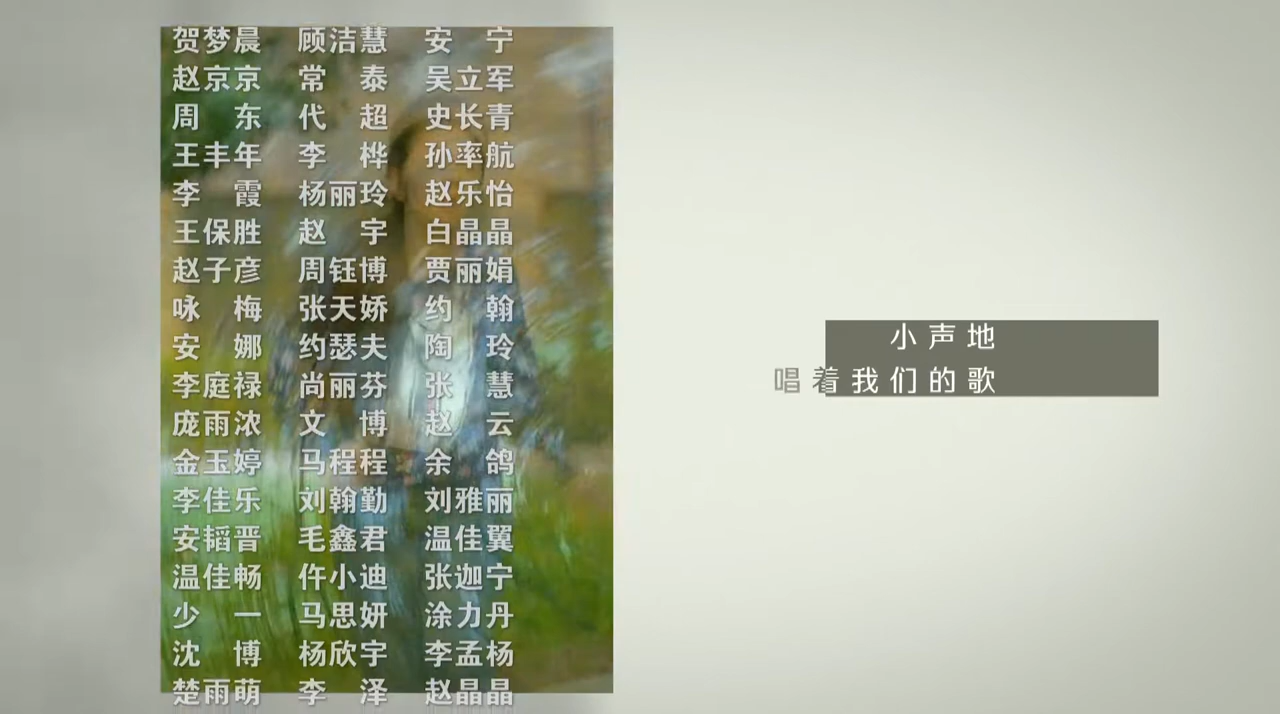 贺梦晨 顾洁慧 安宁
赵京京 常泰 吴立军
周东 代超 史长青
王丰年 李桦 孙率航
李霞 杨丽玲 赵乐怡
王保胜 赵宇 白晶晶
赵子彦 周钰博 贾丽娟
咏梅 张天娇 约翰
安娜 约瑟夫 陶玲
李庭禄 尚丽芬 张慧
庞雨浓 文博 赵云
金玉婷 马程程 余鸽
李佳乐 刘翰勤 刘雅丽
安韬晋 毛鑫君 温佳翼
温佳畅 仵小迪 张迦宁
少一 马思妍 涂力丹
沈博 杨欣宇 李孟杨
楚雨萌 李泽 赵晶晶
小声地
唱着我们的歌